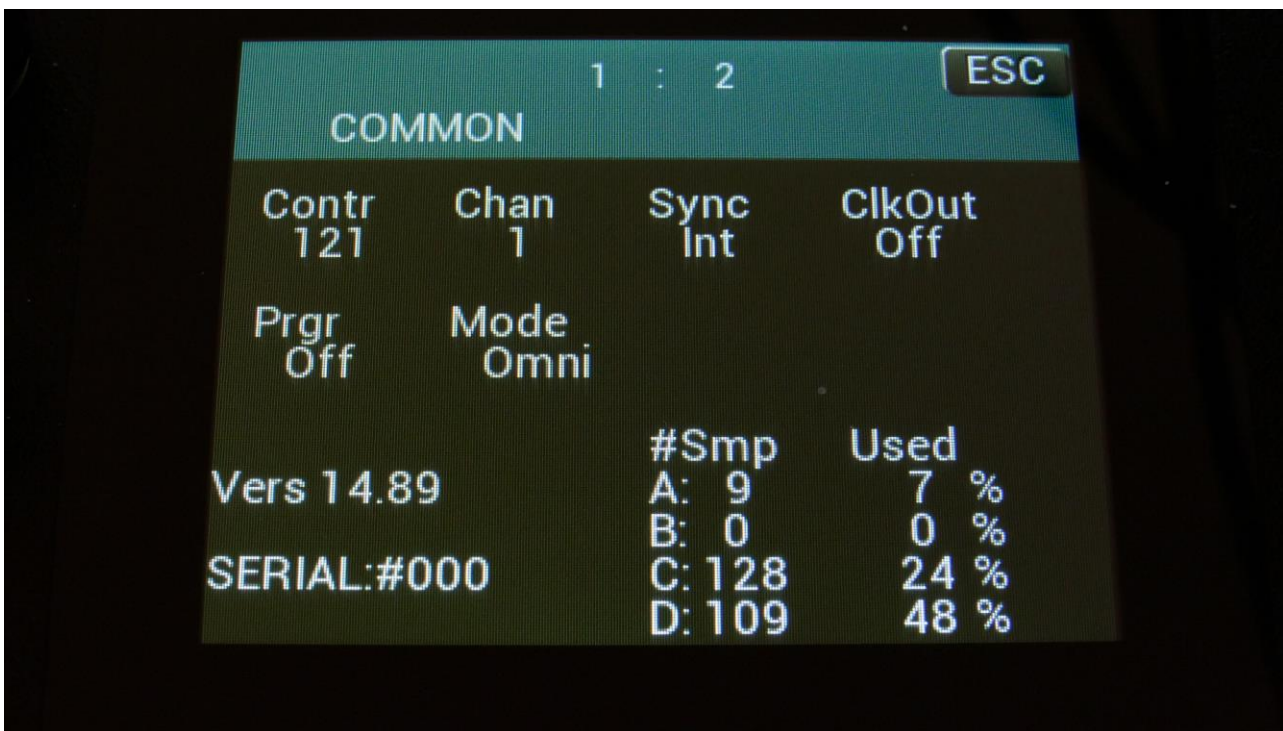 1 : 2 ESC
COMMON
Contr Chan Sync ClkOut
121 1 Int Off
Prgr Mode
Off Omni
#Smp Used
Vers 14.89 A: 9 7 %
B: 0 0 %
SERIAL:#000 C: 128 24 %
D: 109 48 %